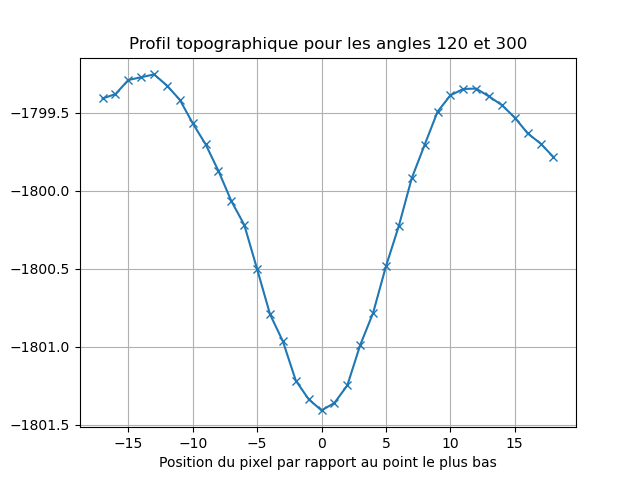 Profil topographique pour les angles 120 et 300
−1799.5
−1800.0
−1800.5
−1801.0
−1801.5
−15 −10 −5 0 5 10 15
Position du pixel par rapport au point le plus bas